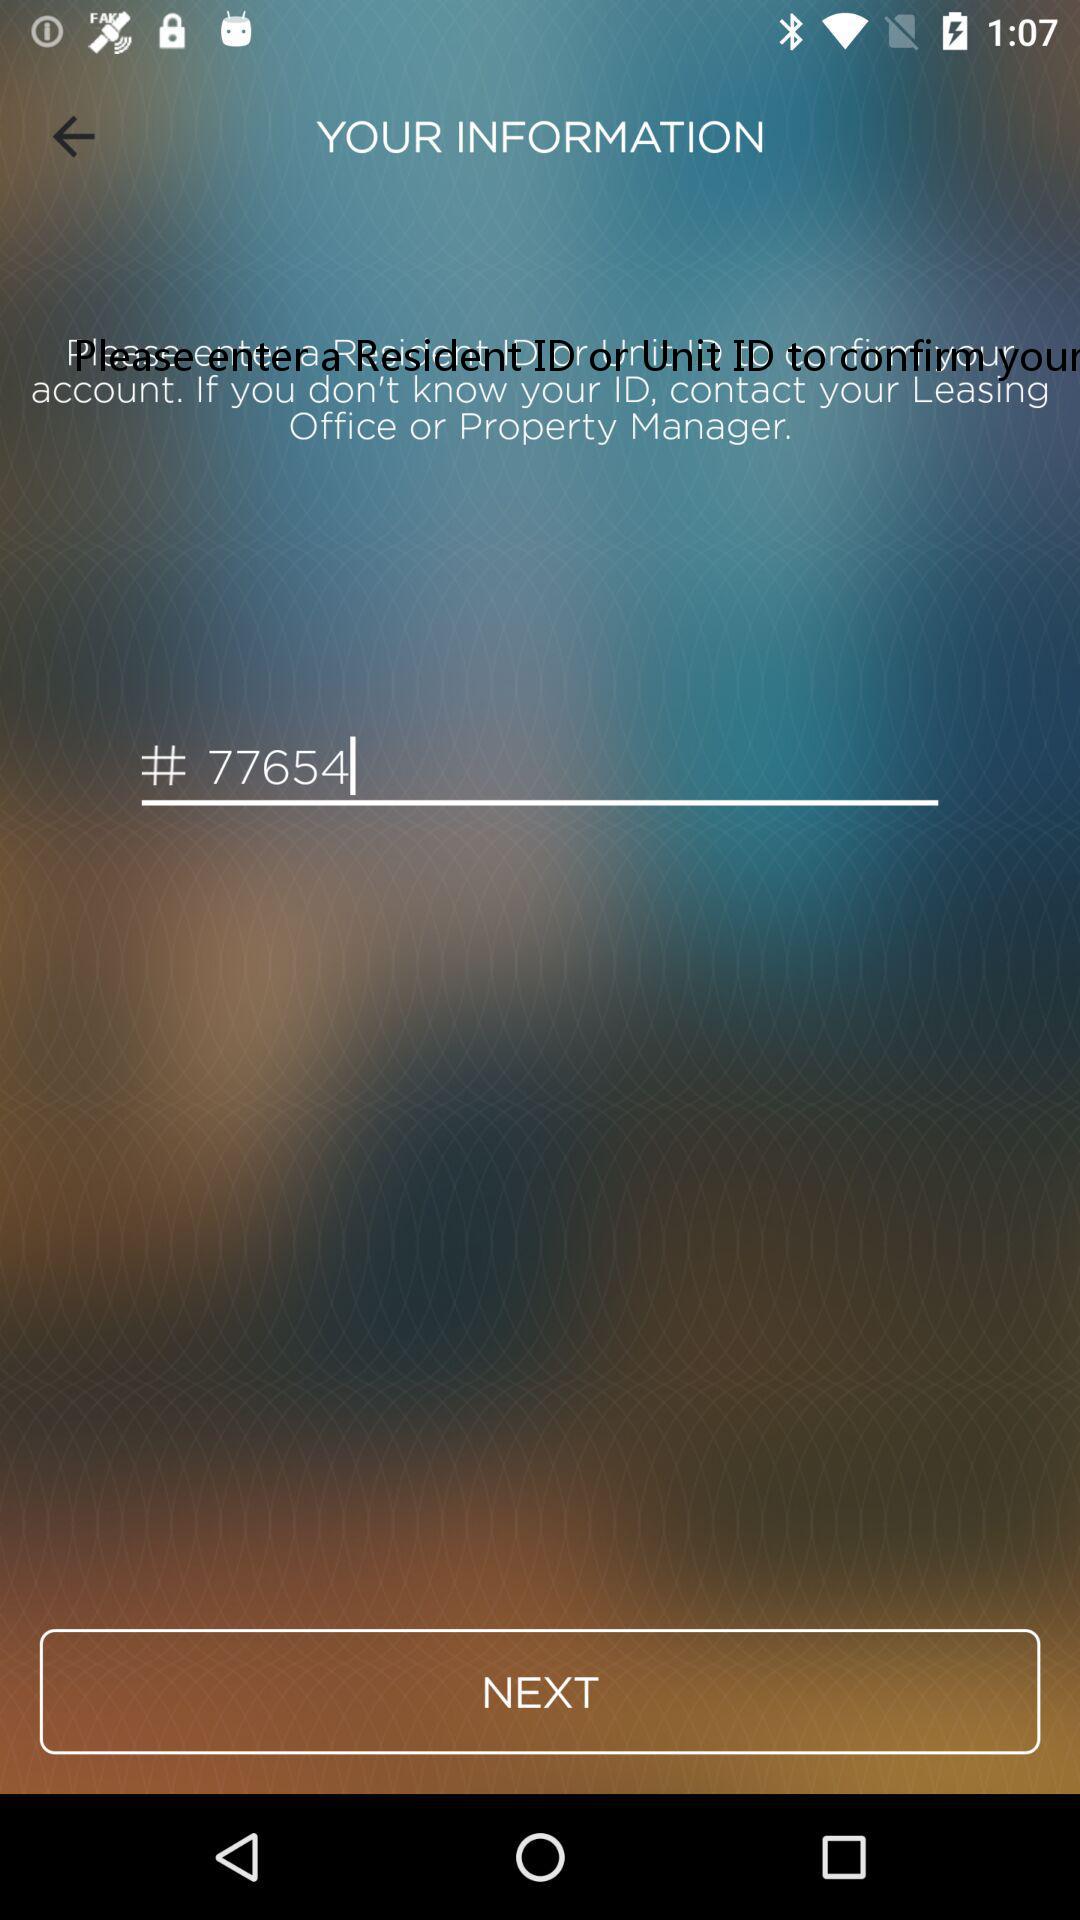 FAKE
1:07
YOUR INFORMATION
Please enter a Resident ID or Unit ID to confirm your
Please enter a Resident ID or Unit ID to confirm your
account. If you don't know your ID, contact your Leasing
Office or Property Manager.
# 77654
NEXT